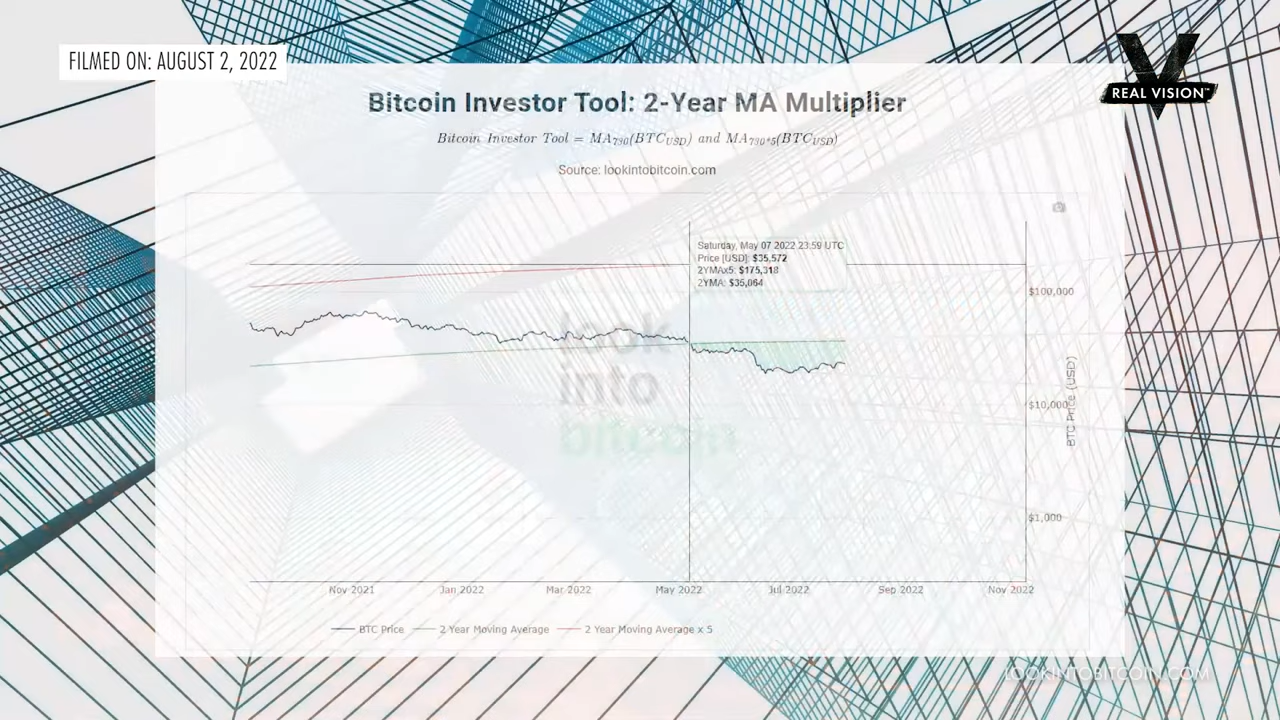 FILMED ON: AUGUST 2, 2022
REAL VISION™
Bitcoin Investor Tool: 2-Year MA Multiplier
Bitcoin Investor Tool = MA730(BTCUSD) and MA730*5(BTCUSD)
Source: lookintobitcoin.com
Saturday, May 07 2022 23:59 UTC
Price [USD]: $35,572
2YMAx5: $175,318
2YMA: $35,064
$100,000
look
into
bitcoin
$10,000
BTC Price (USD)
$1,000
Nov 2021
Jan 2022
Mar 2022
May 2022
Jul 2022
Sep 2022
Nov 2022
BTC Price
2 Year Moving Average
2 Year Moving Average x 5
LOOKINTOBITCOIN.COM